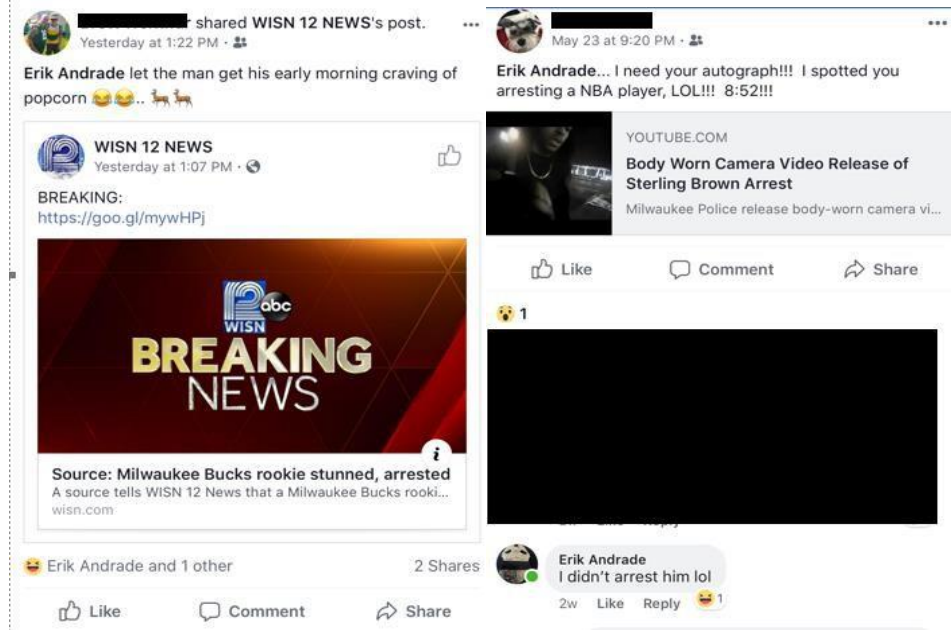 shared WISN 12 NEWS's post.
Yesterday at 1:22 PM ·
Erik Andrade let the man get his early morning craving of
popcorn 😂😂.. 🦌🦌
WISN 12 NEWS
Yesterday at 1:07 PM ·
BREAKING:
https://goo.gl/mywHPj
12 abc
WISN
BREAKING
NEWS
i
Source: Milwaukee Bucks rookie stunned, arrested
A source tells WISN 12 News that a Milwaukee Bucks rooki...
wisn.com
Erik Andrade and 1 other 2 Shares
Like Comment Share
May 23 at 9:20 PM ·
Erik Andrade... I need your autograph!!! I spotted you
arresting a NBA player, LOL!!! 8:52!!!
YOUTUBE.COM
Body Worn Camera Video Release of
Sterling Brown Arrest
Milwaukee Police release body-worn camera vi...
Like Comment Share
😮 1
Erik Andrade
I didn't arrest him lol
2w Like Reply 😆 1